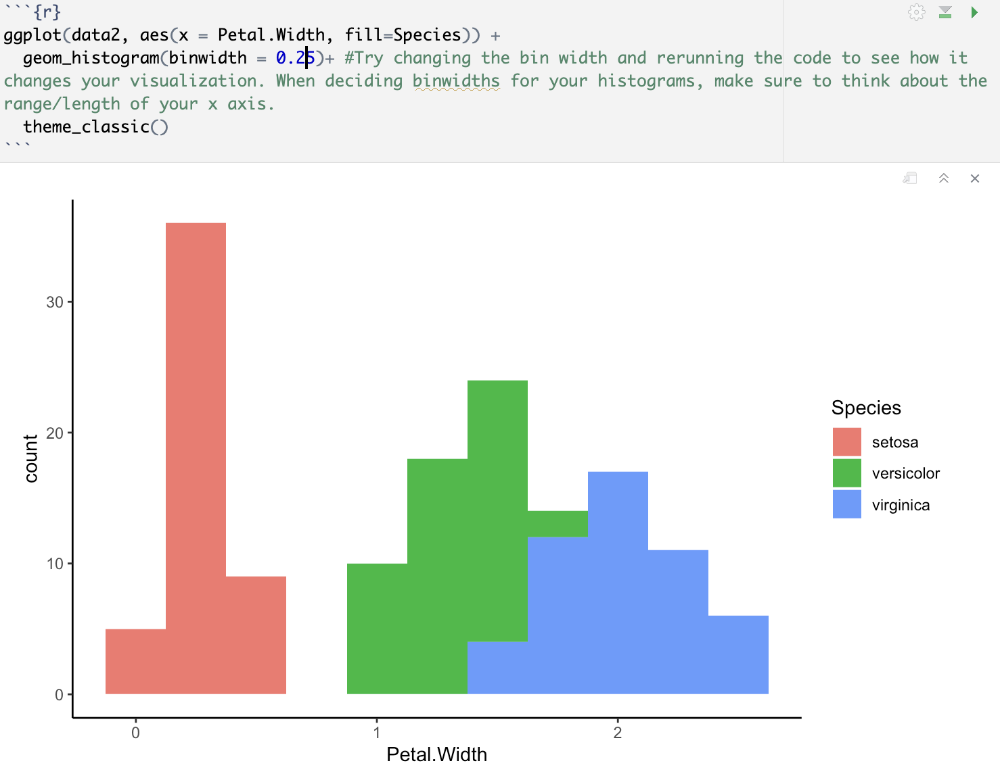 ```{r}
ggplot(data2, aes(x = Petal.Width, fill=Species)) +
  geom_histogram(binwidth = 0.25)+ #Try changing the bin width and rerunning the code to see how it
changes your visualization. When deciding binwidths for your histograms, make sure to think about the
range/length of your x axis.
  theme_classic()
```
30
20
10
0
count
0 1 2
Petal.Width
Species
setosa
versicolor
virginica